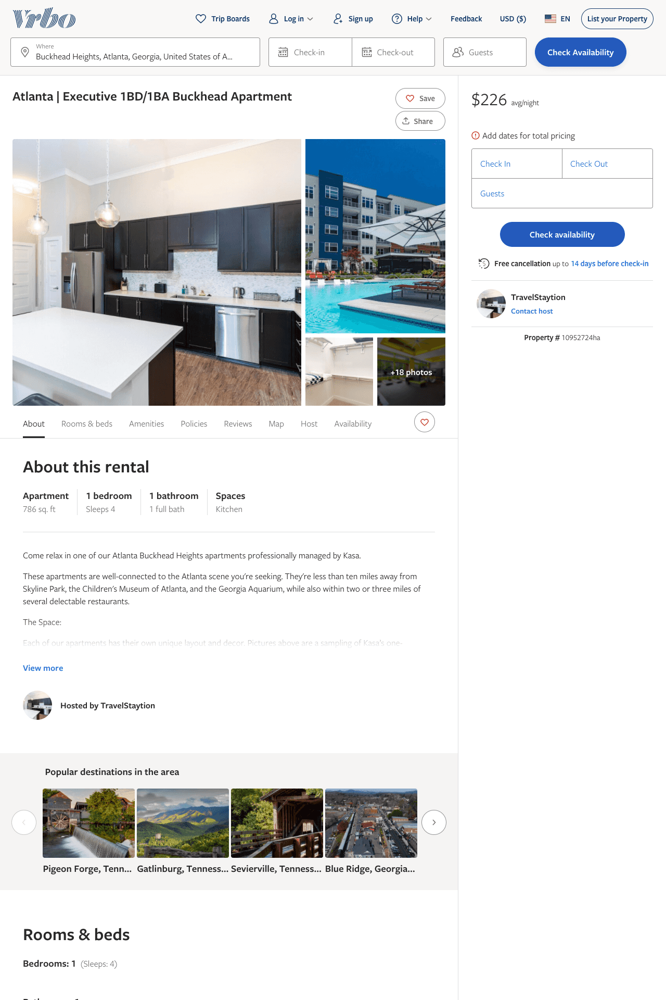 Vrbo
Trip Boards
Log in
Sign up
Help
Feedback
USD ($)
EN
List your Property
Where
Buckhead Heights, Atlanta, Georgia, United States of A...
Check-in
Check-out
Guests
Check Availability
Atlanta | Executive 1BD/1BA Buckhead Apartment
Save
Share
+18 photos
$226 avg/night
Add dates for total pricing
Check In
Check Out
Guests
Check availability
Free cancellation up to 14 days before check-in
TravelStaytion
Contact host
Property # 10952724ha
About
Rooms & beds
Amenities
Policies
Reviews
Map
Host
Availability
About this rental
Apartment
786 sq. ft
1 bedroom
Sleeps 4
1 bathroom
1 full bath
Spaces
Kitchen
Come relax in one of our Atlanta Buckhead Heights apartments professionally managed by Kasa.
These apartments are well-connected to the Atlanta scene you're seeking. They're less than ten miles away from
Skyline Park, the Children's Museum of Atlanta, and the Georgia Aquarium, while also within two or three miles of
several delectable restaurants.
The Space:
Each of our apartments has their own unique layout and decor. Pictures above are a sampling of Kasa's one-
View more
Hosted by TravelStaytion
Popular destinations in the area
Pigeon Forge, Tenn...
Gatlinburg, Tenness...
Sevierville, Tenness...
Blue Ridge, Georgia...
Rooms & beds
Bedrooms: 1 (Sleeps: 4)